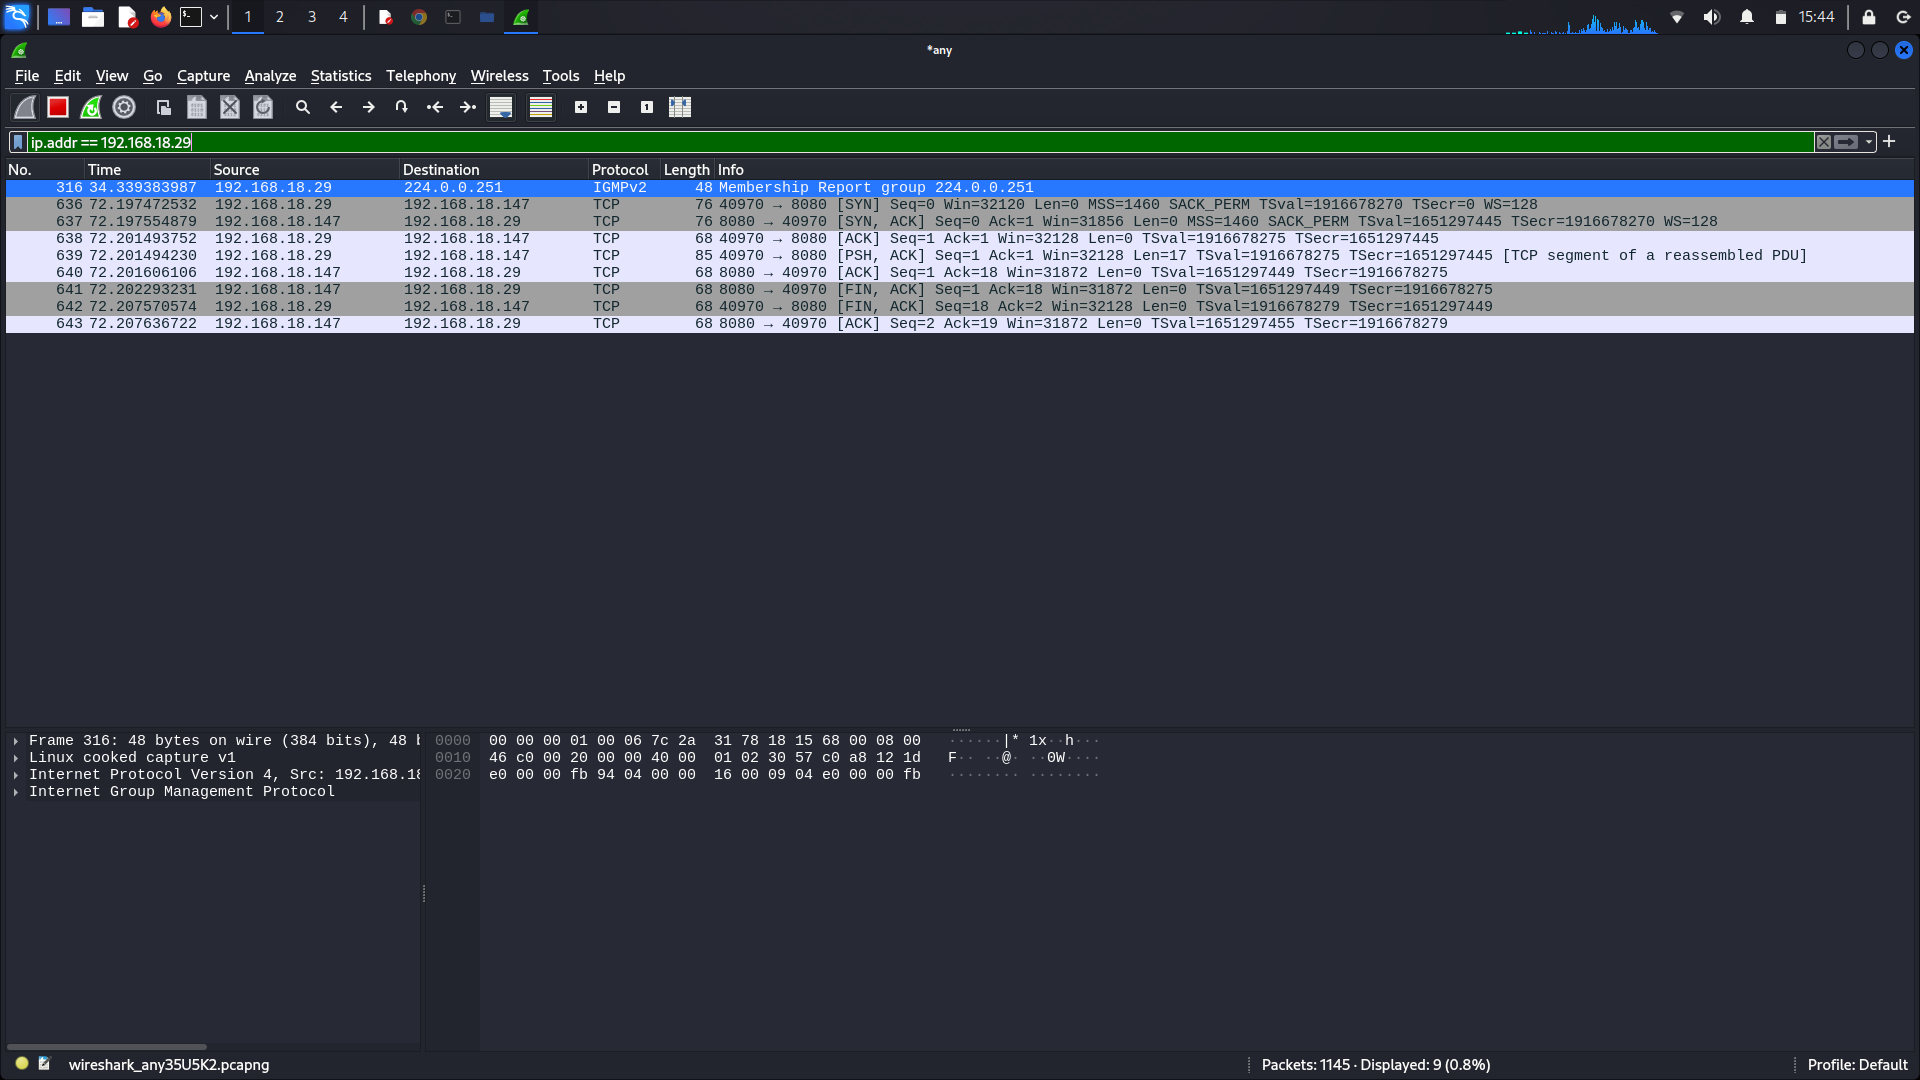 1 2 3 4 15:44
*any
File Edit View Go Capture Analyze Statistics Telephony Wireless Tools Help
ip.addr == 192.168.18.29
No. Time Source Destination Protocol Length Info
316 34.339383987 192.168.18.29 224.0.0.251 IGMPv2 48 Membership Report group 224.0.0.251
636 72.197472532 192.168.18.29 192.168.18.147 TCP 76 40970 → 8080 [SYN] Seq=0 Win=32120 Len=0 MSS=1460 SACK_PERM TSval=1916678270 TSecr=0 WS=128
637 72.197554879 192.168.18.147 192.168.18.29 TCP 76 8080 → 40970 [SYN, ACK] Seq=0 Ack=1 Win=31856 Len=0 MSS=1460 SACK_PERM TSval=1651297445 TSecr=1916678270 WS=128
638 72.201493752 192.168.18.29 192.168.18.147 TCP 68 40970 → 8080 [ACK] Seq=1 Ack=1 Win=32128 Len=0 TSval=1916678275 TSecr=1651297445
639 72.201494230 192.168.18.29 192.168.18.147 TCP 85 40970 → 8080 [PSH, ACK] Seq=1 Ack=1 Win=32128 Len=17 TSval=1916678275 TSecr=1651297445 [TCP segment of a reassembled PDU]
640 72.201606106 192.168.18.147 192.168.18.29 TCP 68 8080 → 40970 [ACK] Seq=1 Ack=18 Win=31872 Len=0 TSval=1651297449 TSecr=1916678275
641 72.202293231 192.168.18.147 192.168.18.29 TCP 68 8080 → 40970 [FIN, ACK] Seq=1 Ack=18 Win=31872 Len=0 TSval=1651297449 TSecr=1916678275
642 72.207570574 192.168.18.29 192.168.18.147 TCP 68 40970 → 8080 [FIN, ACK] Seq=18 Ack=2 Win=32128 Len=0 TSval=1916678279 TSecr=1651297449
643 72.207636722 192.168.18.147 192.168.18.29 TCP 68 8080 → 40970 [ACK] Seq=2 Ack=19 Win=31872 Len=0 TSval=1651297455 TSecr=1916678279
Frame 316: 48 bytes on wire (384 bits), 48 b
Linux cooked capture v1
Internet Protocol Version 4, Src: 192.168.18
Internet Group Management Protocol
0000 00 00 00 01 00 06 7c 2a 31 78 18 15 68 00 08 00 ······|* 1x··h···
0010 46 c0 00 20 00 00 40 00 01 02 30 57 c0 a8 12 1d F·· ··@· ··0W····
0020 e0 00 00 fb 94 04 00 00 16 00 09 04 e0 00 00 fb ········ ········
wireshark_any35U5K2.pcapng Packets: 1145 · Displayed: 9 (0.8%) Profile: Default